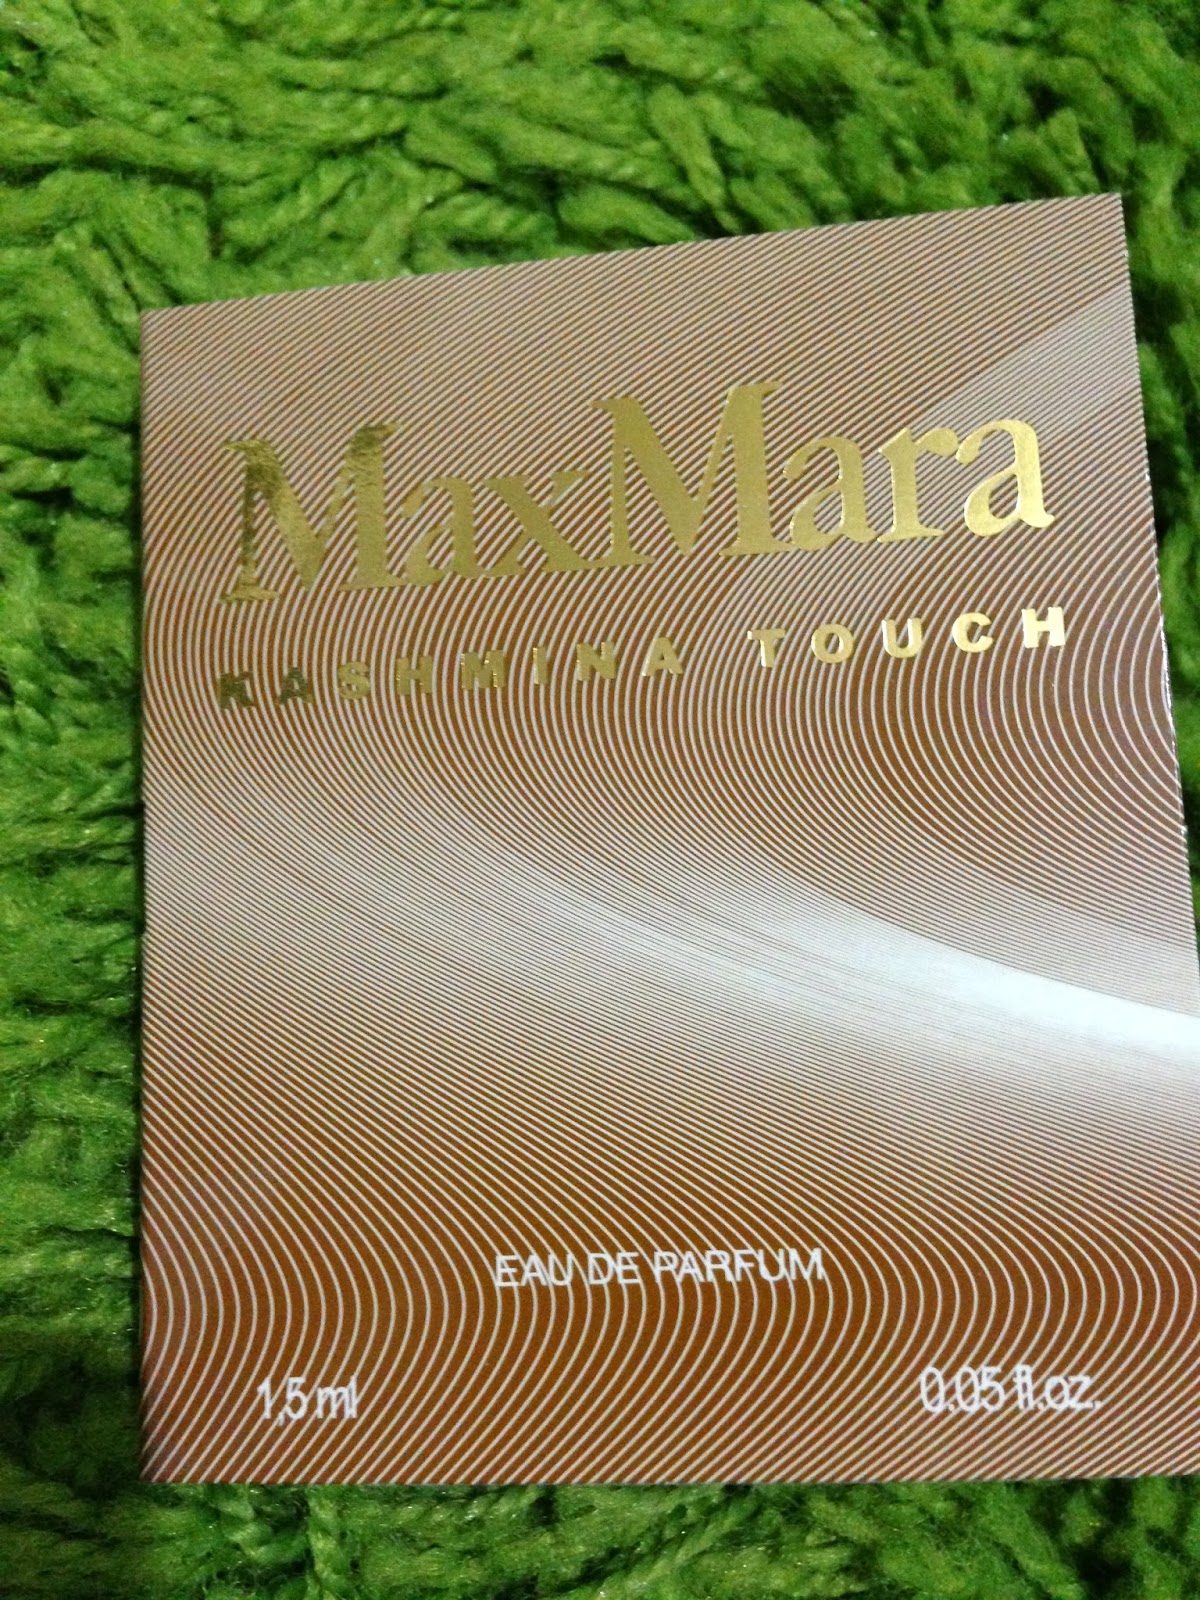 MaxMara
KASHMINA TOUCH
EAU DE PARFUM
1,5 ml
0.05 fl.oz.